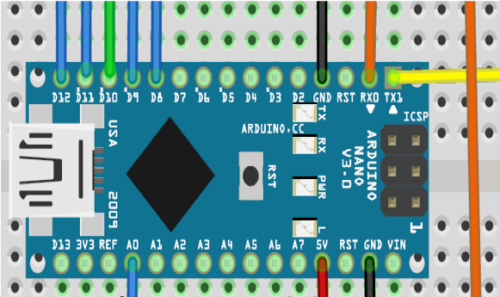 D12 D11 D10 D9 D8 D7 D6 D5 D4 D3 D2 GND RST RX0 TX1
TX
RX
PWR
L
ICSP
ARDUINO.CC
USA
2009
RST
ARDUINO
NANO
V3.0
1
D13 3V3 REF A0 A1 A2 A3 A4 A5 A6 A7 5V RST GND VIN